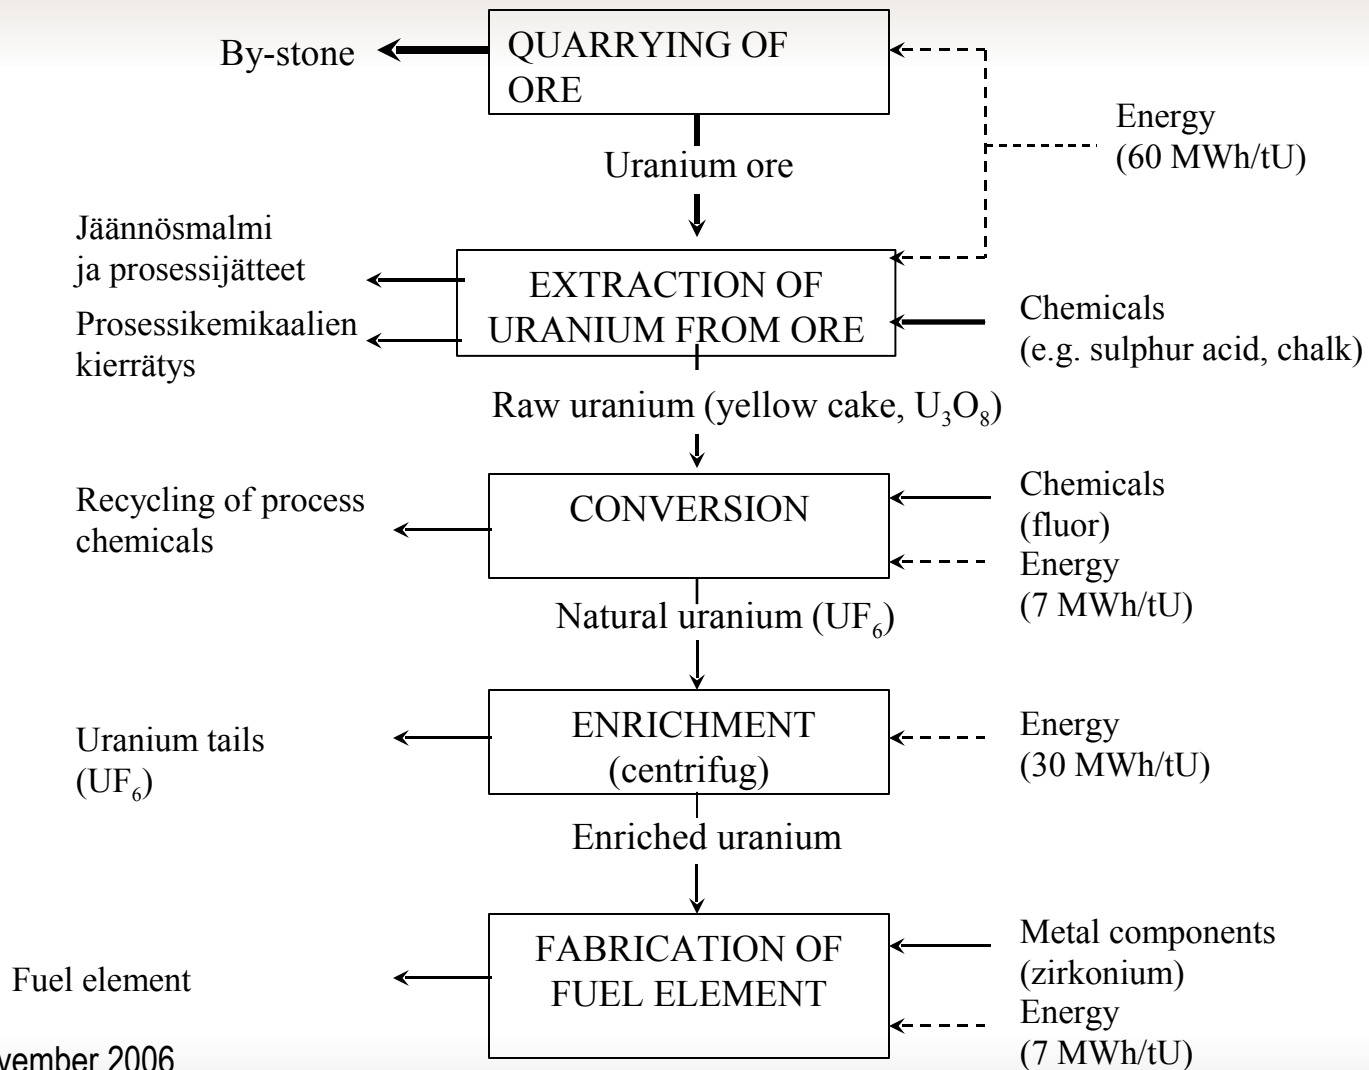 By-stone
QUARRYING OF
ORE
Energy
(60 MWh/tU)
Uranium ore
Jäännösmalmi
ja prosessijätteet
Prosessikemikaalien
kierrätys
EXTRACTION OF
URANIUM FROM ORE
Chemicals
(e.g. sulphur acid, chalk)
Raw uranium (yellow cake, U₃O₈)
Recycling of process
chemicals
CONVERSION
Chemicals
(fluor)
Energy
(7 MWh/tU)
Natural uranium (UF₆)
Uranium tails
(UF₆)
ENRICHMENT
(centrifug)
Energy
(30 MWh/tU)
Enriched uranium
Fuel element
FABRICATION OF
FUEL ELEMENT
Metal components
(zirkonium)
Energy
(7 MWh/tU)
vember 2006